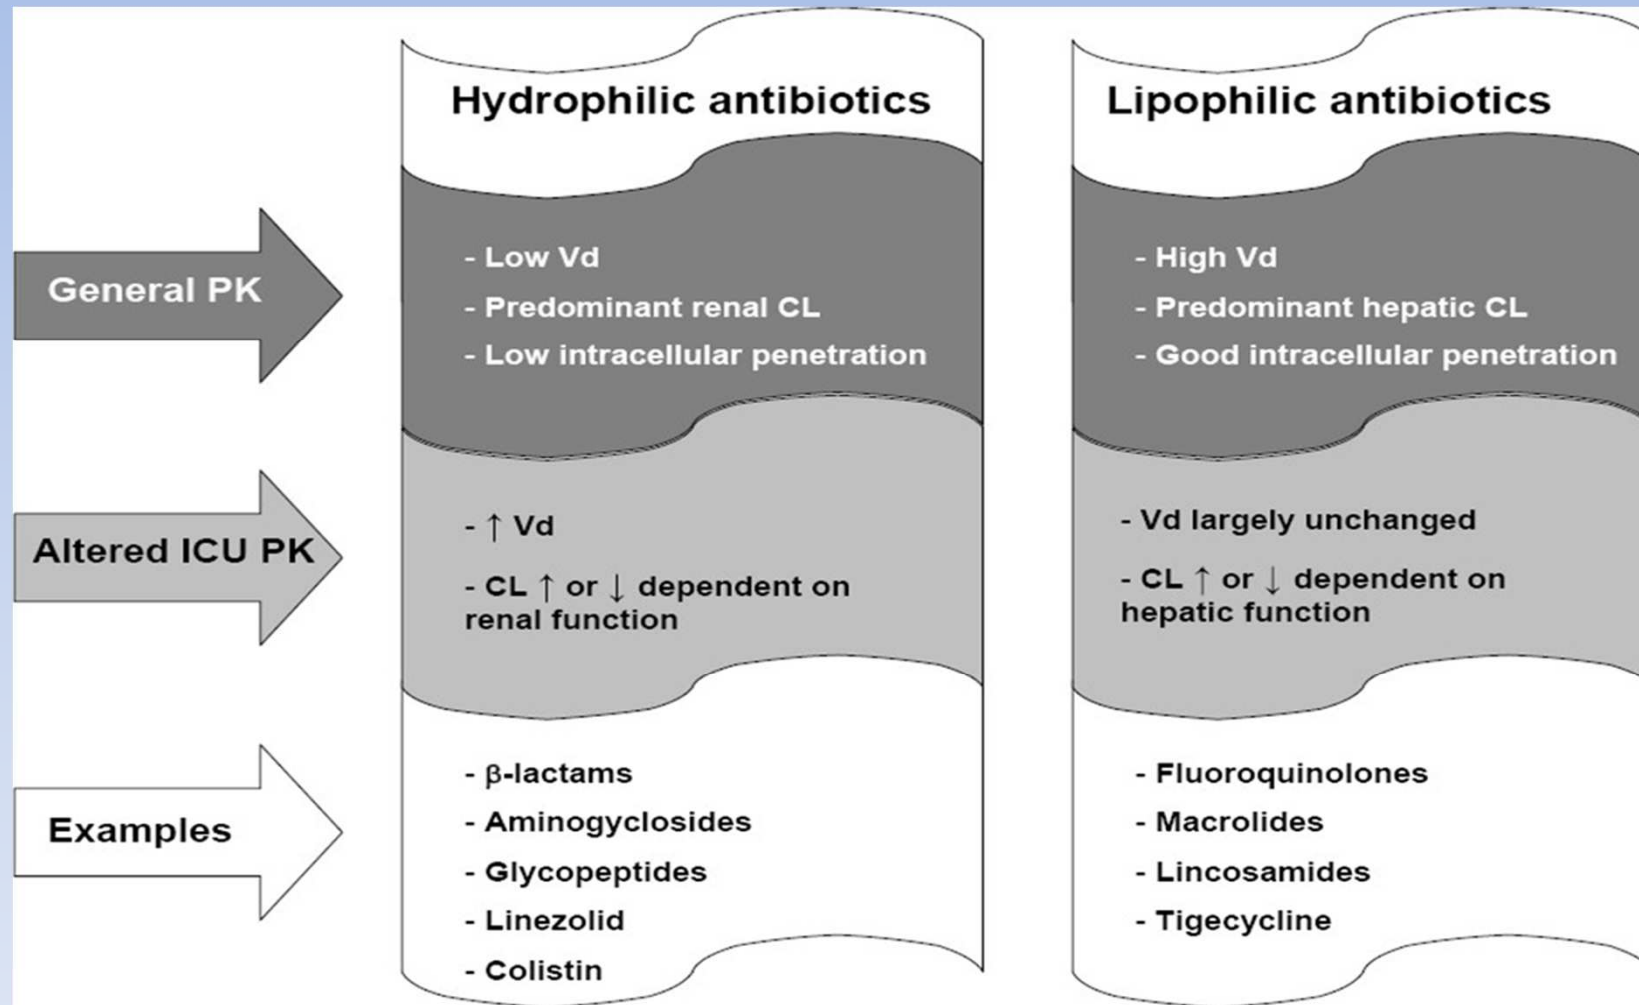 Hydrophilic antibiotics
Lipophilic antibiotics
General PK
- Low Vd
- Predominant renal CL
- Low intracellular penetration
- High Vd
- Predominant hepatic CL
- Good intracellular penetration
Altered ICU PK
- ↑ Vd
- CL ↑ or ↓ dependent on
renal function
- Vd largely unchanged
- CL ↑ or ↓ dependent on
hepatic function
Examples
- β-lactams
- Aminogyclosides
- Glycopeptides
- Linezolid
- Colistin
- Fluoroquinolones
- Macrolides
- Lincosamides
- Tigecycline